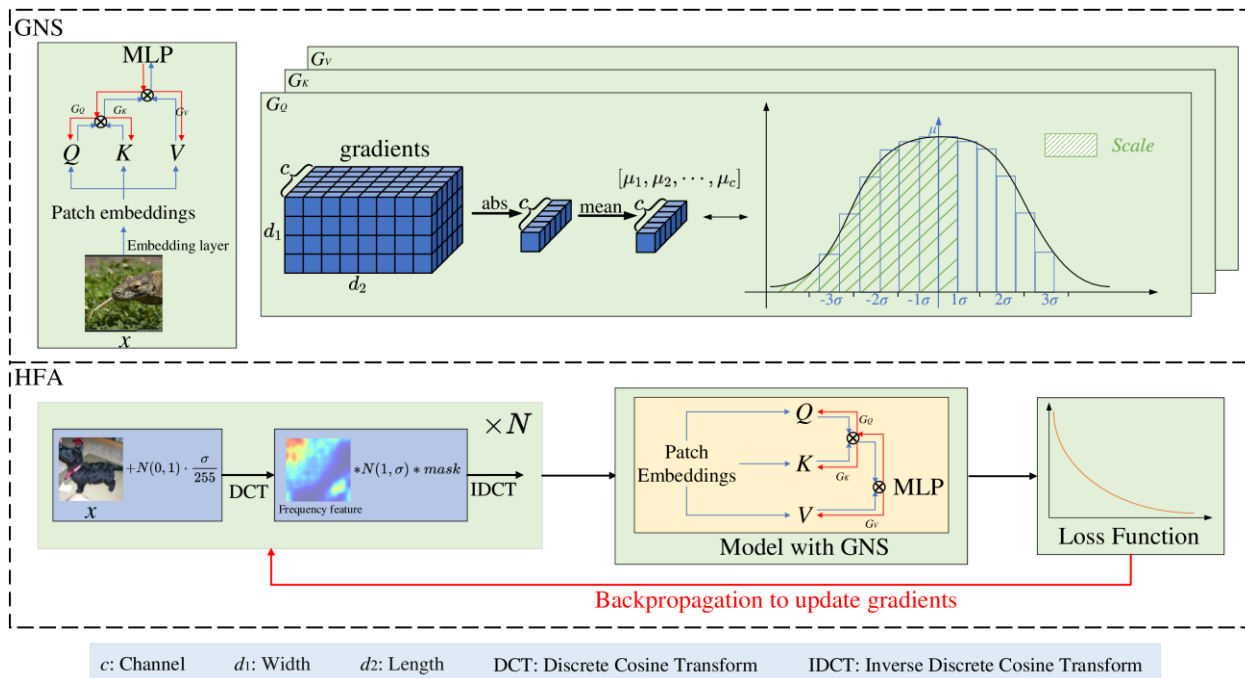 GNS
MLP
G_Q
G_K
G_V
Q
K
V
Patch embeddings
Embedding layer
x
G_V
G_K
G_Q
gradients
c
d_1
d_2
abs
c
mean
[μ_1, μ_2, ⋯, μ_c]
c
μ
Scale
-3σ -2σ -1σ 1σ 2σ 3σ
HFA
×N
+N(0,1) · σ/255
x
DCT
*N(1,σ) * mask
Frequency feature
IDCT
Patch
Embeddings
Q
K
V
G_Q
G_K
G_V
MLP
Model with GNS
Loss Function
Backpropagation to update gradients
c: Channel d1: Width d2: Length DCT: Discrete Cosine Transform IDCT: Inverse Discrete Cosine Transform